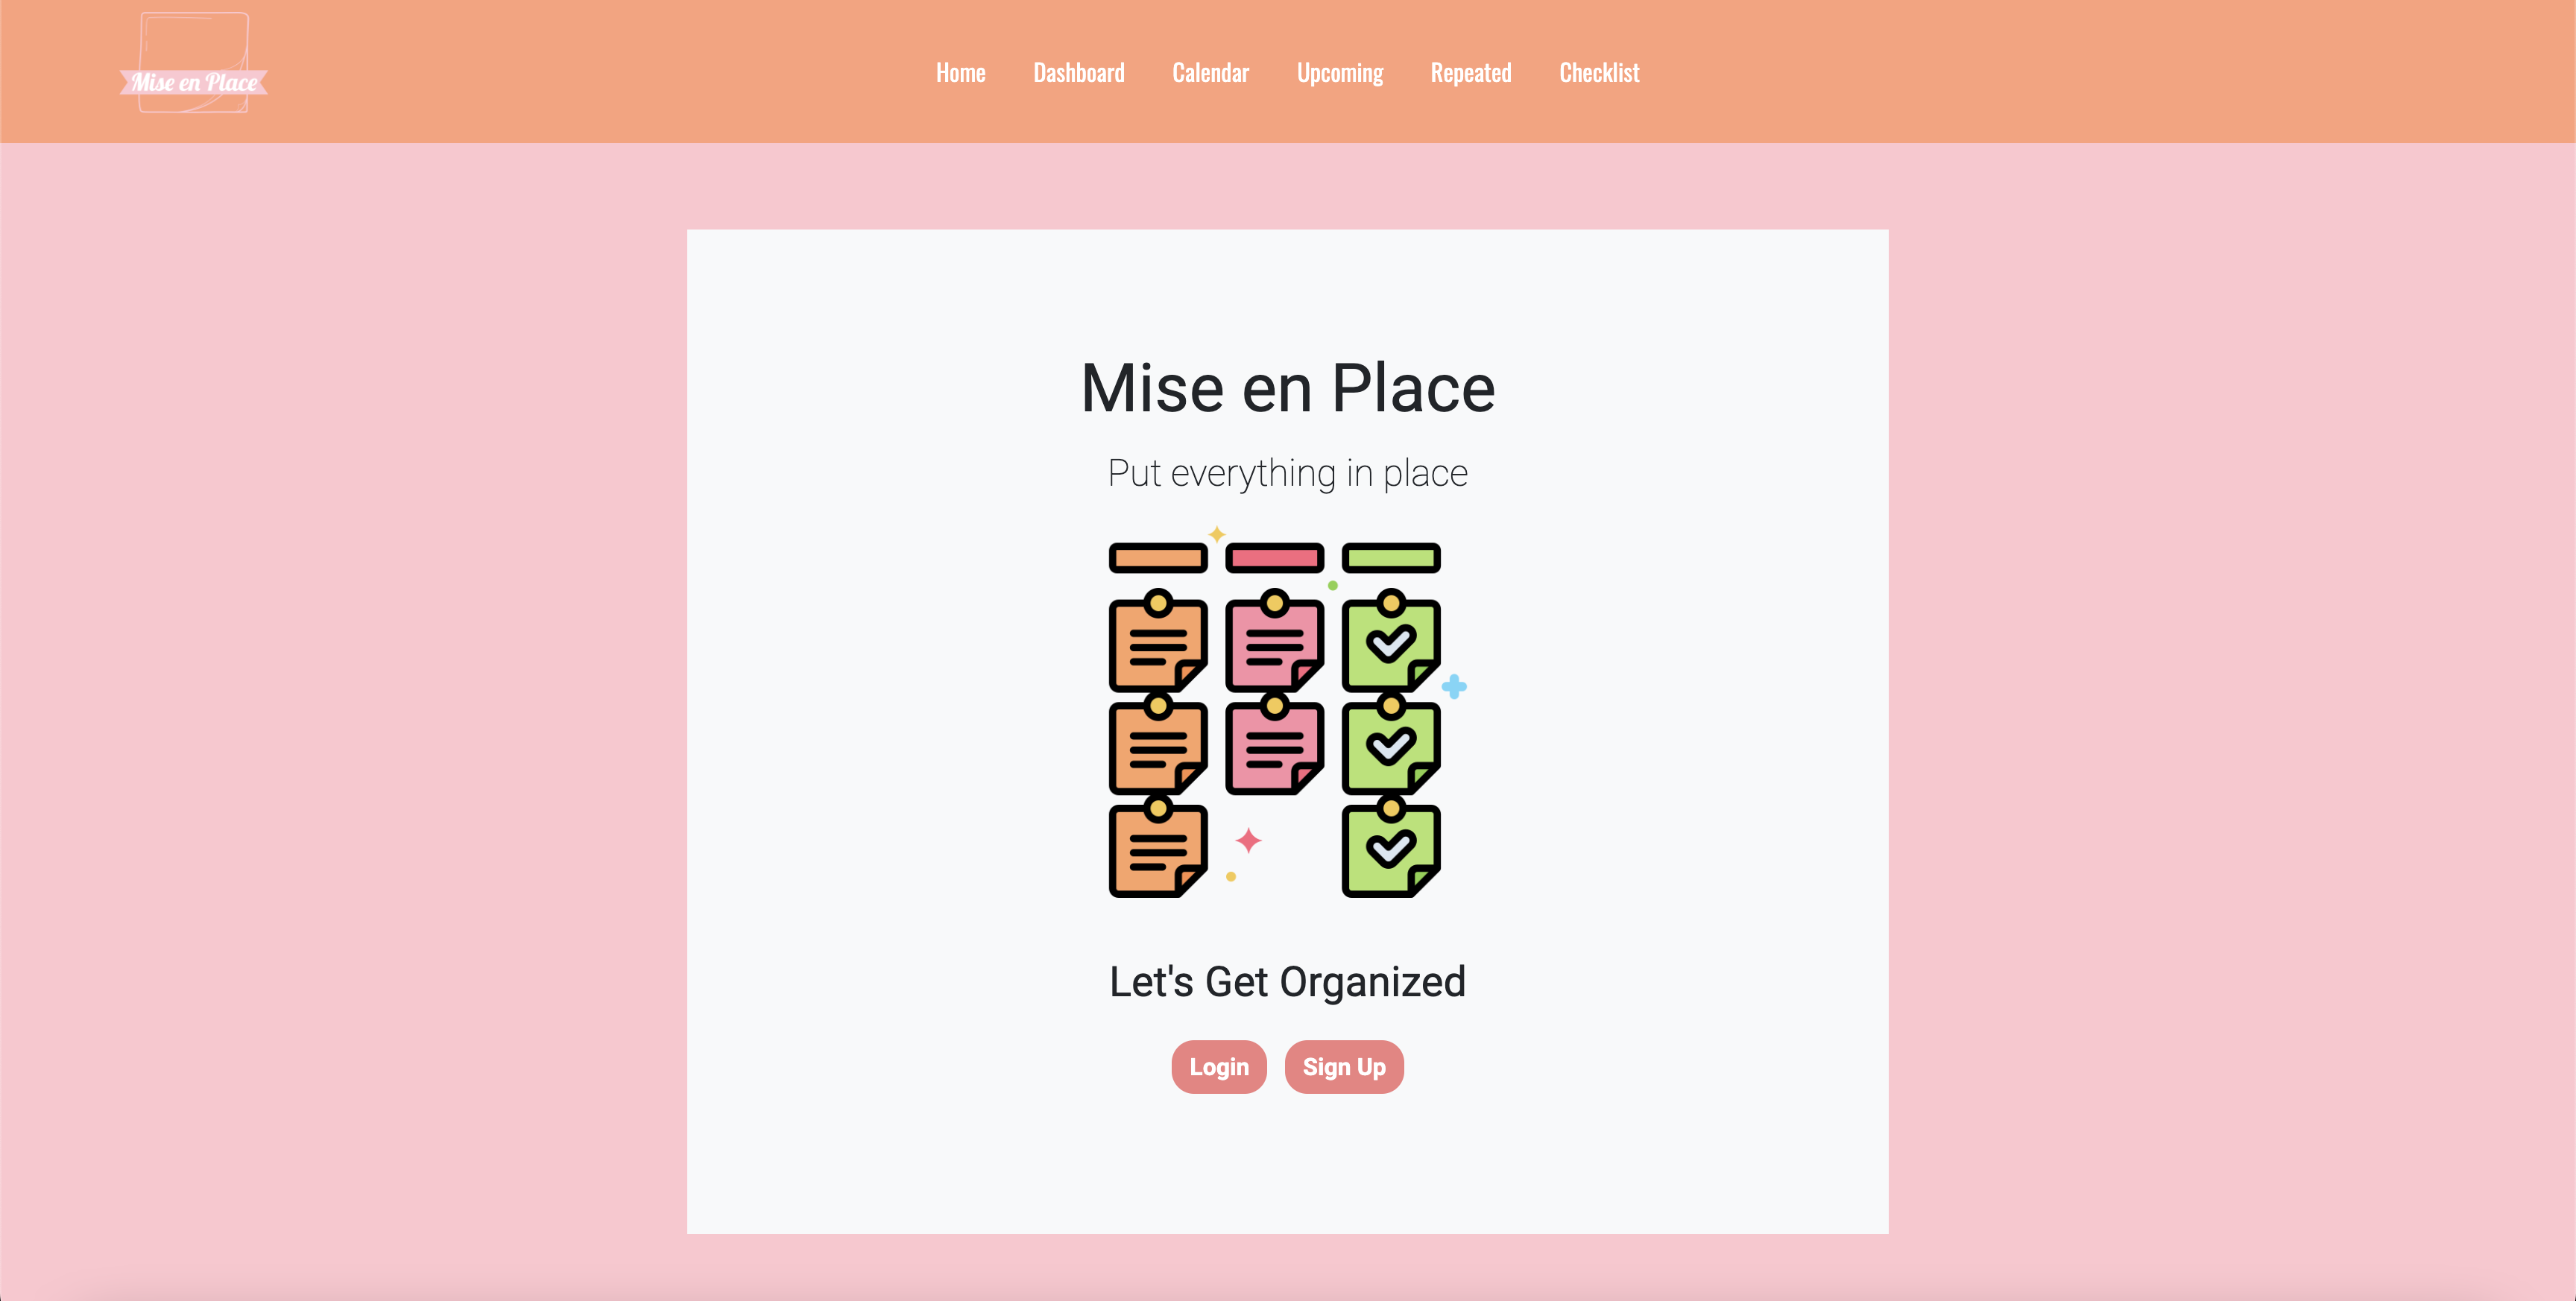 Mise en Place
Home Dashboard Calendar Upcoming Repeated Checklist
Mise en Place
Put everything in place
Let's Get Organized
Login Sign Up